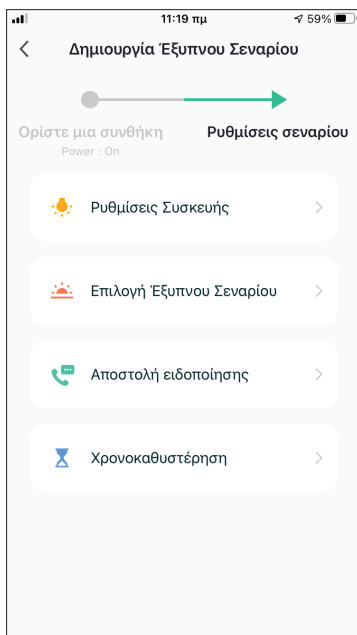 11:19 πμ
59%
Δημιουργία Έξυπνου Σεναρίου
Ορίστε μια συνθήκη
Ρυθμίσεις σεναρίου
Power : On
Ρυθμίσεις Συσκευής
Επιλογή Έξυπνου Σεναρίου
Αποστολή ειδοποίησης
Χρονοκαθυστέρηση